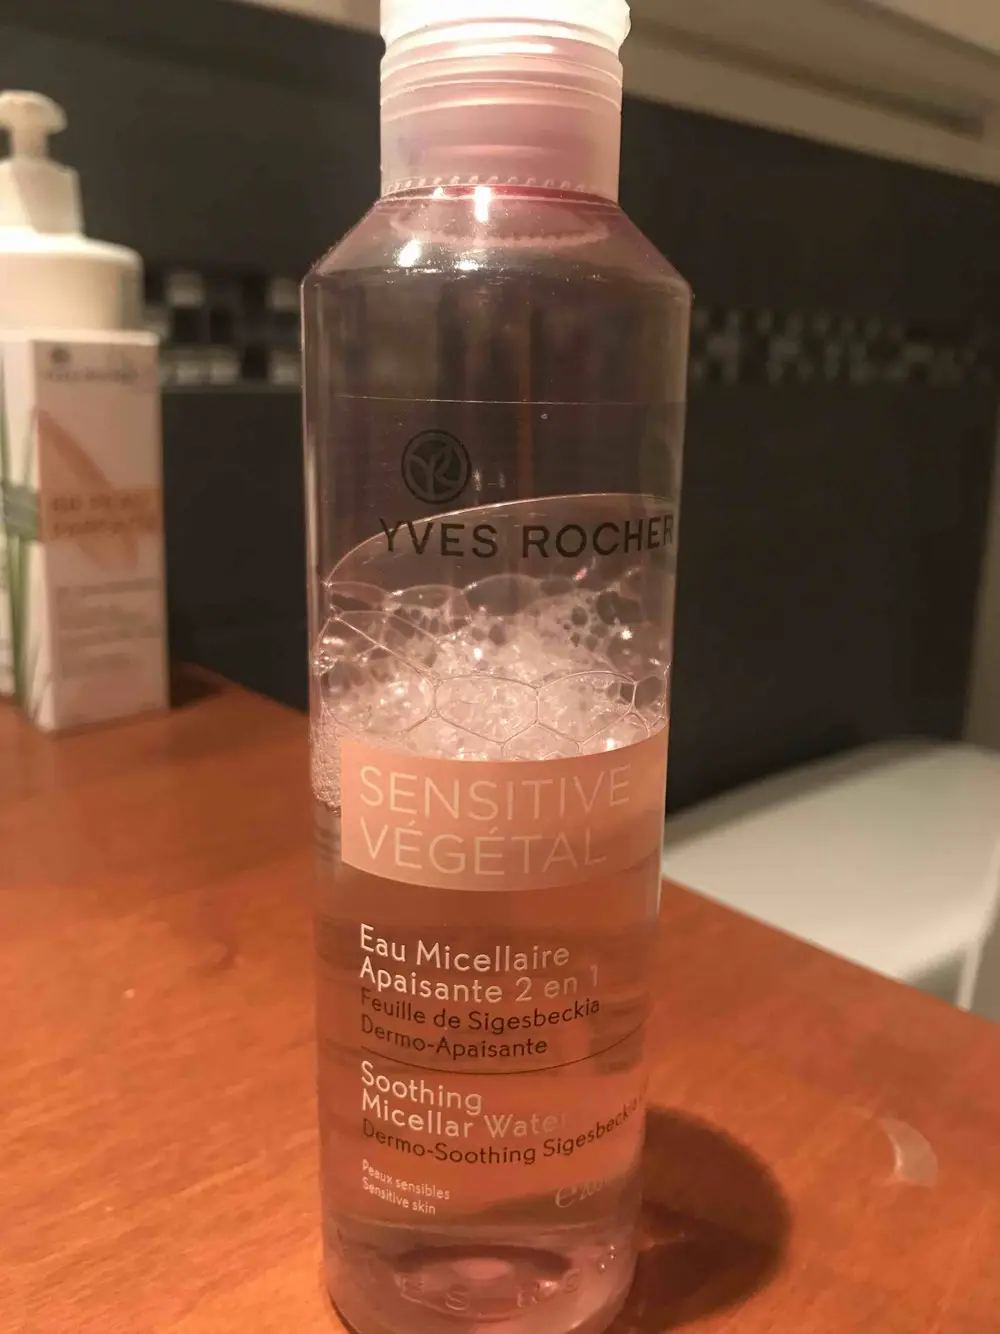 YVES ROCHER
SENSITIVE
VÉGÉTAL
Eau Micellaire
Apaisante 2 en 1
Feuille de Sigesbeckia
Dermo-Apaisante
Soothing
Micellar Water
Dermo-Soothing Sigesbeckia
Peaux sensibles
Sensitive skin